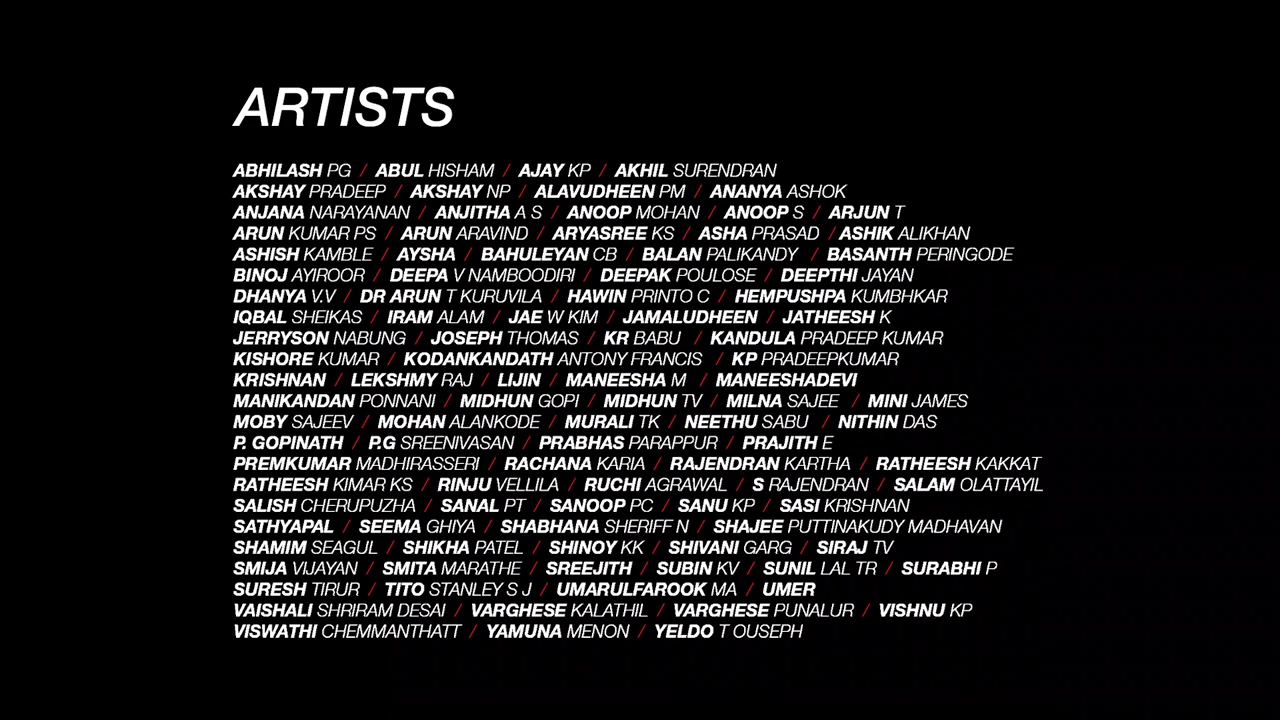 ARTISTS
ABHILASH PG / ABUL HISHAM / AJAY KP / AKHIL SURENDRAN
AKSHAY PRADEEP / AKSHAY NP / ALAVUDHEEN PM / ANANYA ASHOK
ANJANA NARAYANAN / ANJITHA A S / ANOOP MOHAN / ANOOP S / ARJUN T
ARUN KUMAR PS / ARUN ARAVIND / ARYASREE KS / ASHA PRASAD / ASHIK ALIKHAN
ASHISH KAMBLE / AYSHA / BAHULEYAN CB / BALAN PALIKANDY / BASANTH PERINGODE
BINOJ AYIROOR / DEEPA V NAMBOODIRI / DEEPAK POULOSE / DEEPTHI JAYAN
DHANYA V.V / DR ARUN T KURUVILA / HAWIN PRINTO C / HEMPUSHPA KUMBHKAR
IQBAL SHEIKAS / IRAM ALAM / JAE W KIM / JAMALUDHEEN / JATHEESH K
JERRYSON NABUNG / JOSEPH THOMAS / KR BABU / KANDULA PRADEEP KUMAR
KISHORE KUMAR / KODANKANDATH ANTONY FRANCIS / KP PRADEEPKUMAR
KRISHNAN / LEKSHMY RAJ / LIJIN / MANEESHA M / MANEESHADEVI
MANIKANDAN PONNANI / MIDHUN GOPI / MIDHUN TV / MILNA SAJEE / MINI JAMES
MOBY SAJEEV / MOHAN ALANKODE / MURALI TK / NEETHU SABU / NITHIN DAS
P. GOPINATH / P.G SREENIVASAN / PRABHAS PARAPPUR / PRAJITH E
PREMKUMAR MADHIRASSERI / RACHANA KARIA / RAJENDRAN KARTHA / RATHEESH KAKKAT
RATHEESH KIMAR KS / RINJU VELLILA / RUCHI AGRAWAL / S RAJENDRAN / SALAM OLATTAYIL
SALISH CHERUPUZHA / SANAL PT / SANOOP PC / SANU KP / SASI KRISHNAN
SATHYAPAL / SEEMA GHIYA / SHABHANA SHERIFF N / SHAJEE PUTTINAKUDY MADHAVAN
SHAMIM SEAGUL / SHIKHA PATEL / SHINOY KK / SHIVANI GARG / SIRAJ TV
SMIJA VIJAYAN / SMITA MARATHE / SREEJITH / SUBIN KV / SUNIL LAL TR / SURABHI P
SURESH TIRUR / TITO STANLEY S J / UMARULFAROOK MA / UMER
VAISHALI SHRIRAM DESAI / VARGHESE KALATHIL / VARGHESE PUNALUR / VISHNU KP
VISWATHI CHEMMANTHATT / YAMUNA MENON / YELDO T OUSEPH